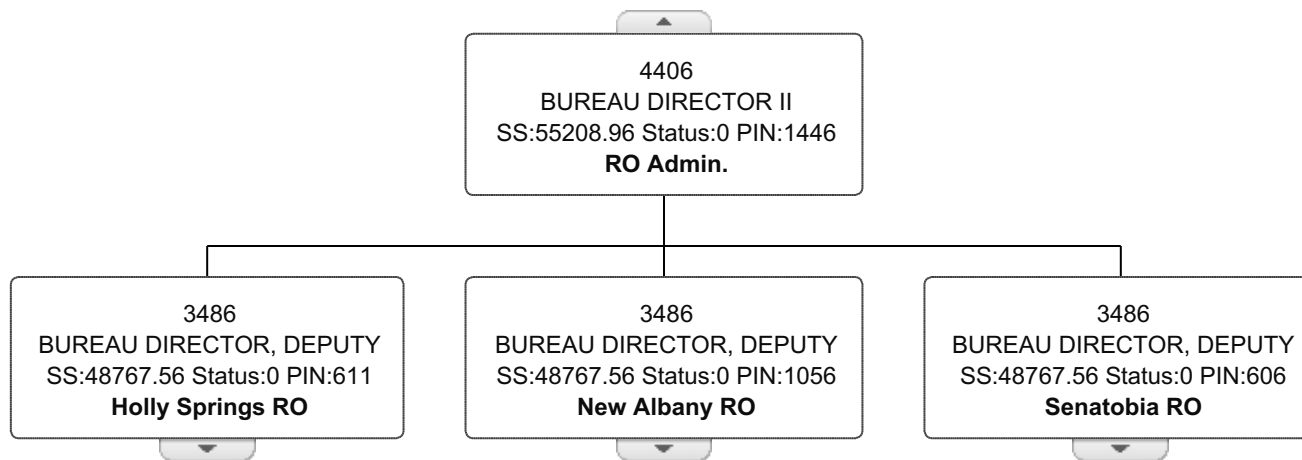 4406
BUREAU DIRECTOR II
SS:55208.96 Status:0 PIN:1446
RO Admin.
3486
BUREAU DIRECTOR, DEPUTY
SS:48767.56 Status:0 PIN:611
Holly Springs RO
3486
BUREAU DIRECTOR, DEPUTY
SS:48767.56 Status:0 PIN:1056
New Albany RO
3486
BUREAU DIRECTOR, DEPUTY
SS:48767.56 Status:0 PIN:606
Senatobia RO